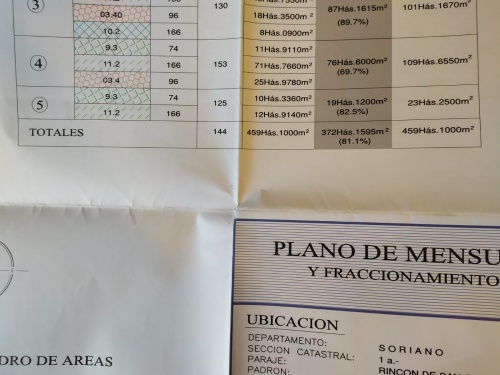 3 130 87Hás.1615m² 101Hás.1670m²
03.40 96 18Hás.3500m² (89.7%)
10.2 166 8Hás.0900m²
9.3 74 11Hás.9110m²
4 11.2 166 153 71Hás.7660m² 76Hás.6000m² 109Hás.6550m²
(69.7%)
03.4 96 25Hás.9780m²
5 9.3 74 125 10Hás.3360m² 19Hás.1200m² 23Hás.2500m²
11.2 166 12Hás.9140m² (82.5%)
TOTALES 144 459Hás.1000m² 372Hás.1595m² 459Hás.1000m²
(81.1%)
PLANO DE MENSU
Y FRACCIONAMIENTO
UBICACION
DEPARTAMENTO: SORIANO
SECCION CATASTRAL: 1 a.-
PARAJE: RINCON DE
PADRON:
DRO DE AREAS